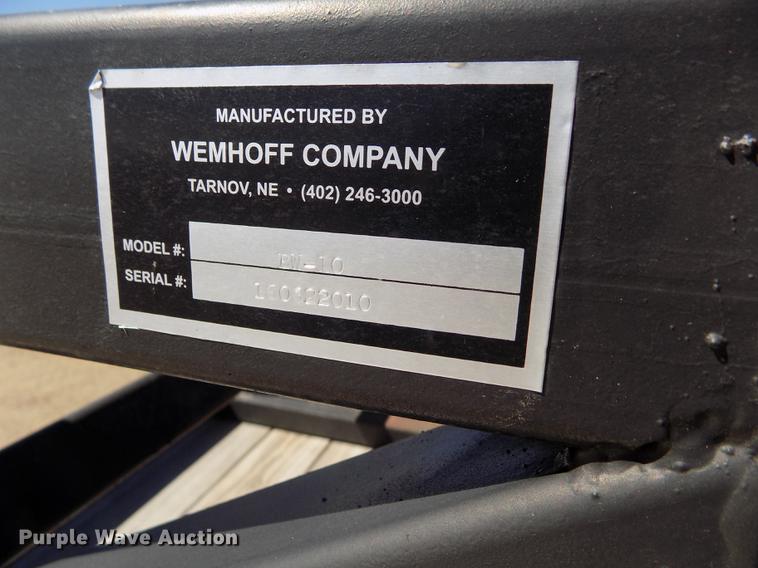 MANUFACTURED BY
WEMHOFF COMPANY
TARNOV, NE • (402) 246-3000
MODEL #:
SERIAL #:
Purple Wave Auction